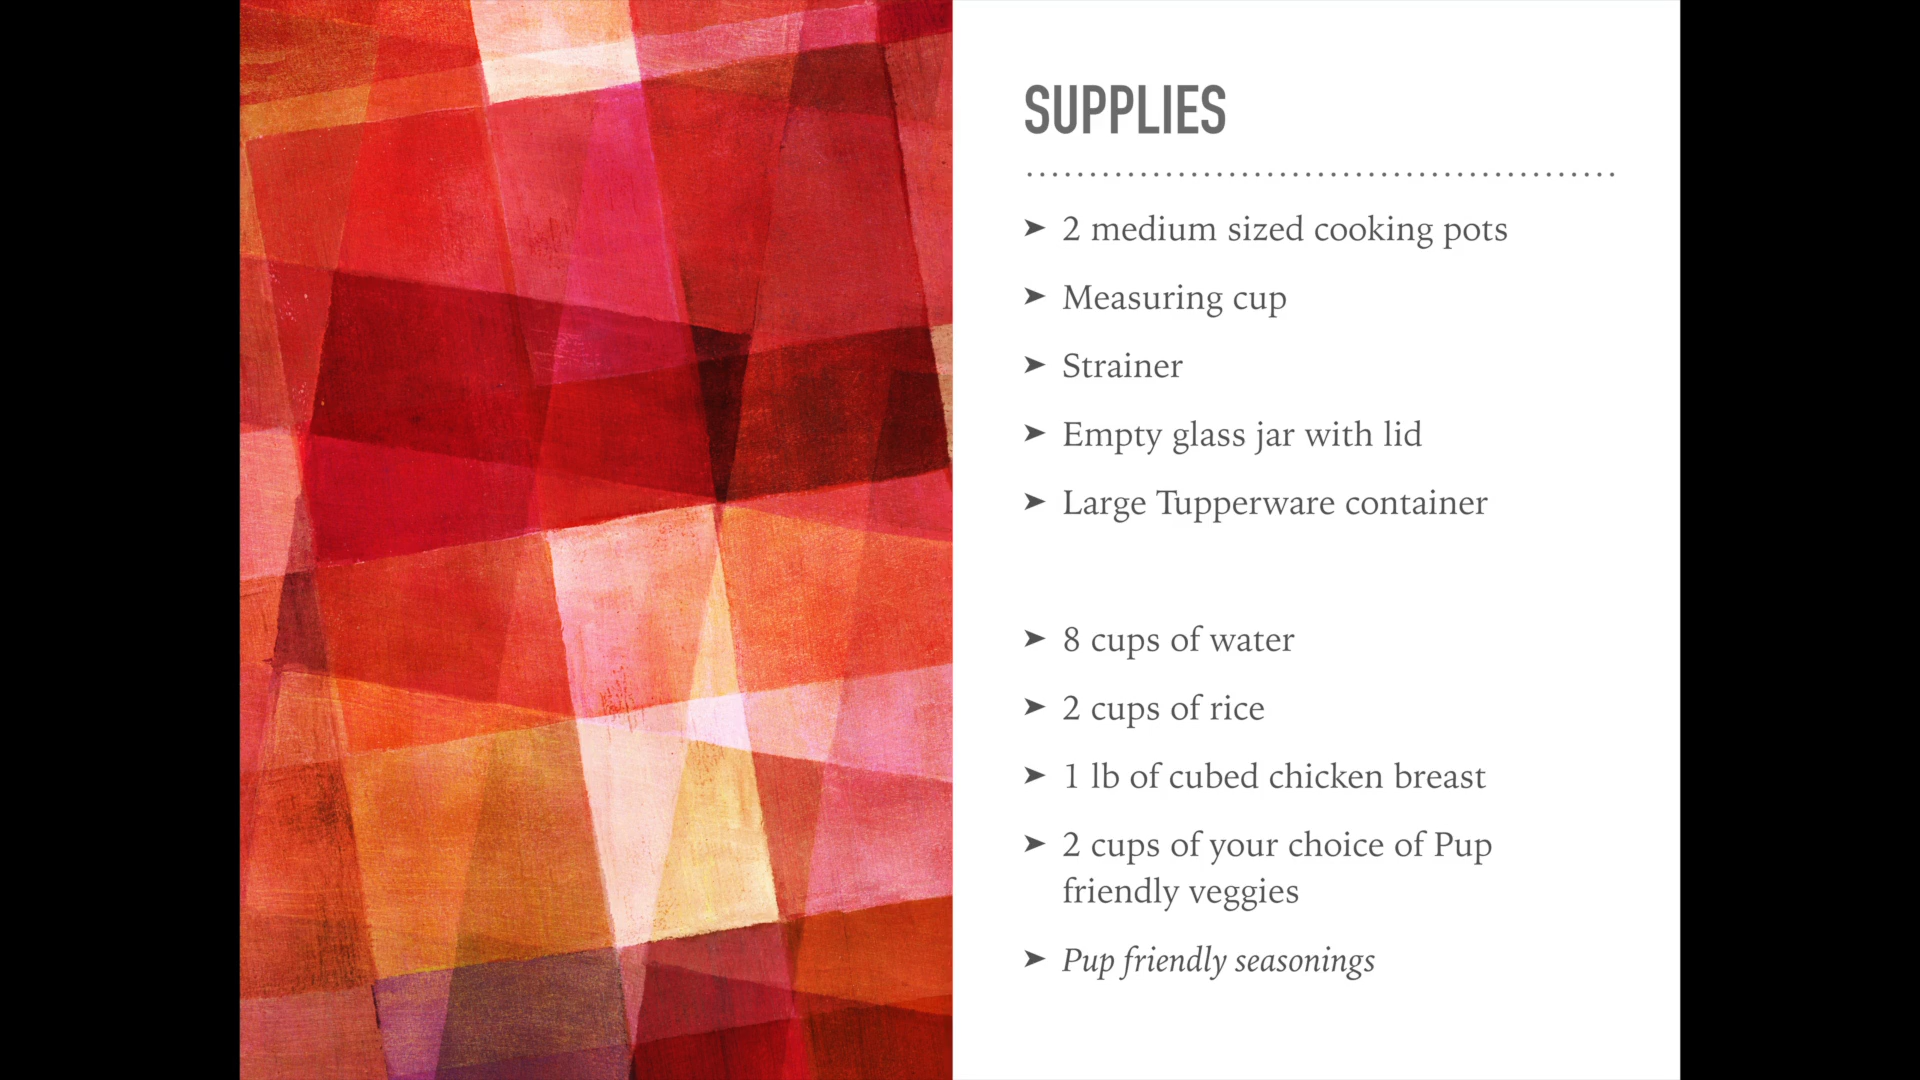 SUPPLIES
➤ 2 medium sized cooking pots
➤ Measuring cup
➤ Strainer
➤ Empty glass jar with lid
➤ Large Tupperware container
➤ 8 cups of water
➤ 2 cups of rice
➤ 1 lb of cubed chicken breast
➤ 2 cups of your choice of Pup
friendly veggies
➤ Pup friendly seasonings